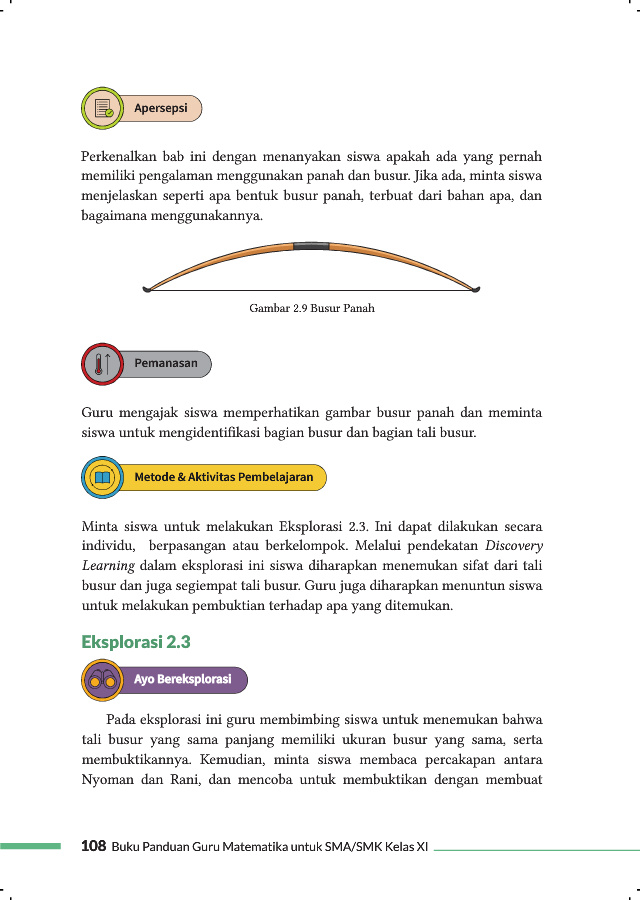 Apersepsi
Perkenalkan bab ini dengan menanyakan siswa apakah ada yang pernah
memiliki pengalaman menggunakan panah dan busur. Jika ada, minta siswa
menjelaskan seperti apa bentuk busur panah, terbuat dari bahan apa, dan
bagaimana menggunakannya.
Gambar 2.9 Busur Panah
Pemanasan
Guru mengajak siswa memperhatikan gambar busur panah dan meminta
siswa untuk mengidentifikasi bagian busur dan bagian tali busur.
Metode & Aktivitas Pembelajaran
Minta siswa untuk melakukan Eksplorasi 2.3. Ini dapat dilakukan secara
individu, berpasangan atau berkelompok. Melalui pendekatan Discovery
Learning dalam eksplorasi ini siswa diharapkan menemukan sifat dari tali
busur dan juga segiempat tali busur. Guru juga diharapkan menuntun siswa
untuk melakukan pembuktian terhadap apa yang ditemukan.
Eksplorasi 2.3
Ayo Bereksplorasi
Pada eksplorasi ini guru membimbing siswa untuk menemukan bahwa
tali busur yang sama panjang memiliki ukuran busur yang sama, serta
membuktikannya. Kemudian, minta siswa membaca percakapan antara
Nyoman dan Rani, dan mencoba untuk membuktikan dengan membuat
108 Buku Panduan Guru Matematika untuk SMA/SMK Kelas XI